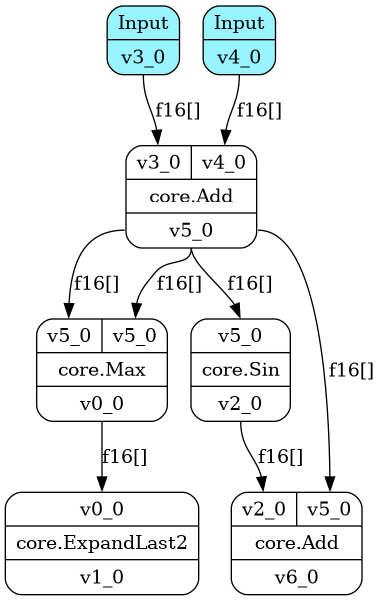 Input
v3_0
Input
v4_0
f16[]
f16[]
v3_0 v4_0
core.Add
v5_0
f16[]
f16[]
f16[]
f16[]
v5_0 v5_0
core.Max
v0_0
v5_0
core.Sin
v2_0
f16[]
f16[]
v0_0
core.ExpandLast2
v1_0
v2_0 v5_0
core.Add
v6_0